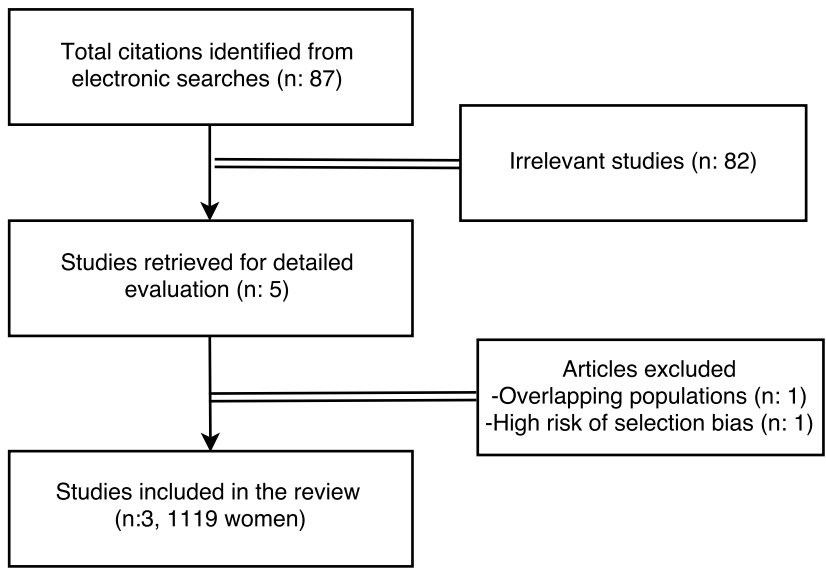 Total citations identified from
electronic searches (n: 87)
Irrelevant studies (n: 82)
Studies retrieved for detailed
evaluation (n: 5)
Articles excluded
-Overlapping populations (n: 1)
-High risk of selection bias (n: 1)
Studies included in the review
(n:3, 1119 women)